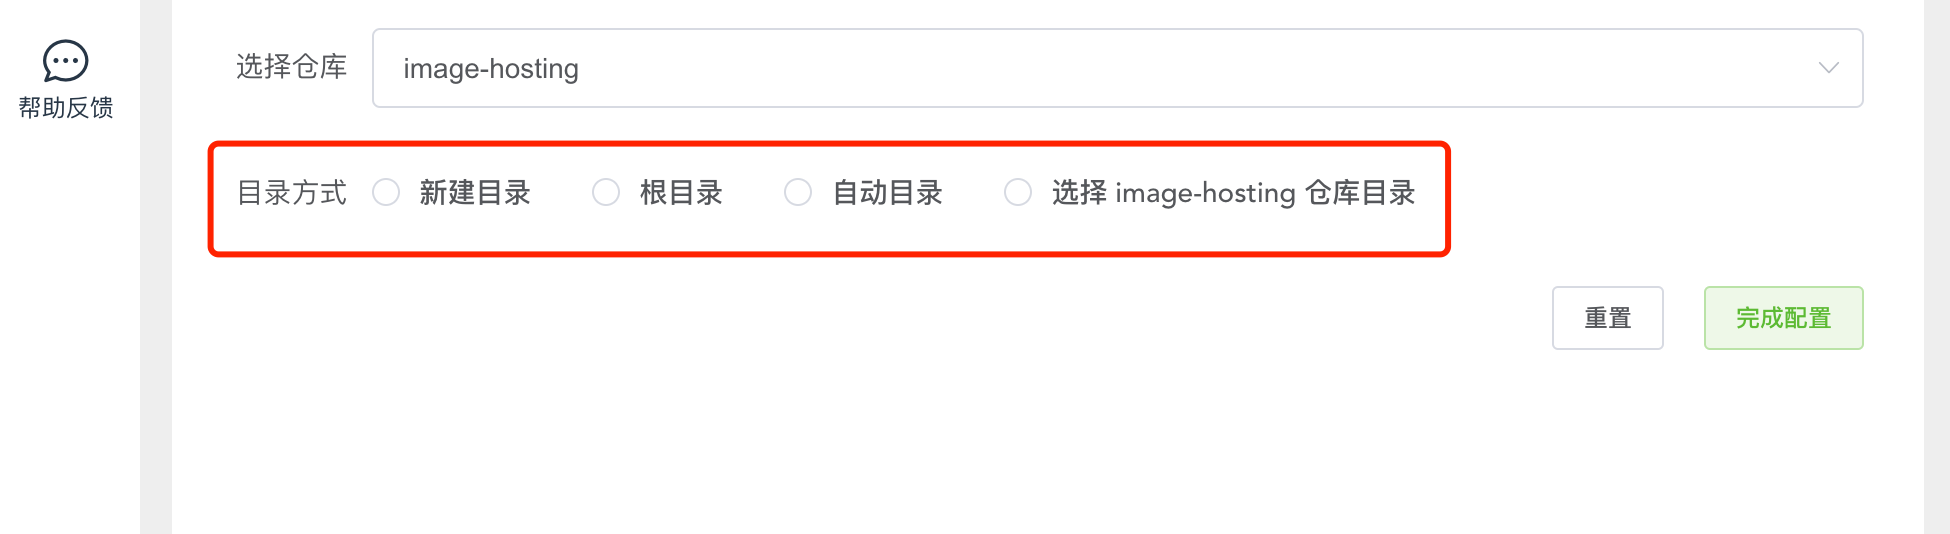 帮助反馈
选择仓库 image-hosting
目录方式 新建目录 根目录 自动目录 选择 image-hosting 仓库目录
重置 完成配置